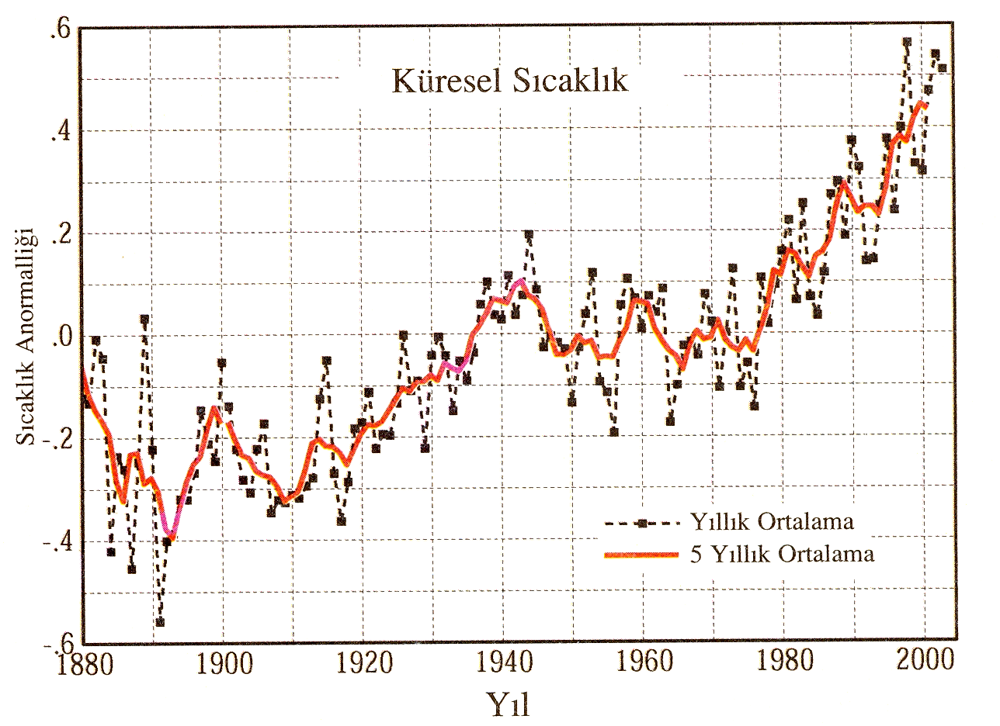 Küresel Sıcaklık
.6
.4
.2
.0
-.2
-.4
-.6
Sıcaklık Anormalliği
Yıllık Ortalama
5 Yıllık Ortalama
1880 1900 1920 1940 1960 1980 2000
Yıl